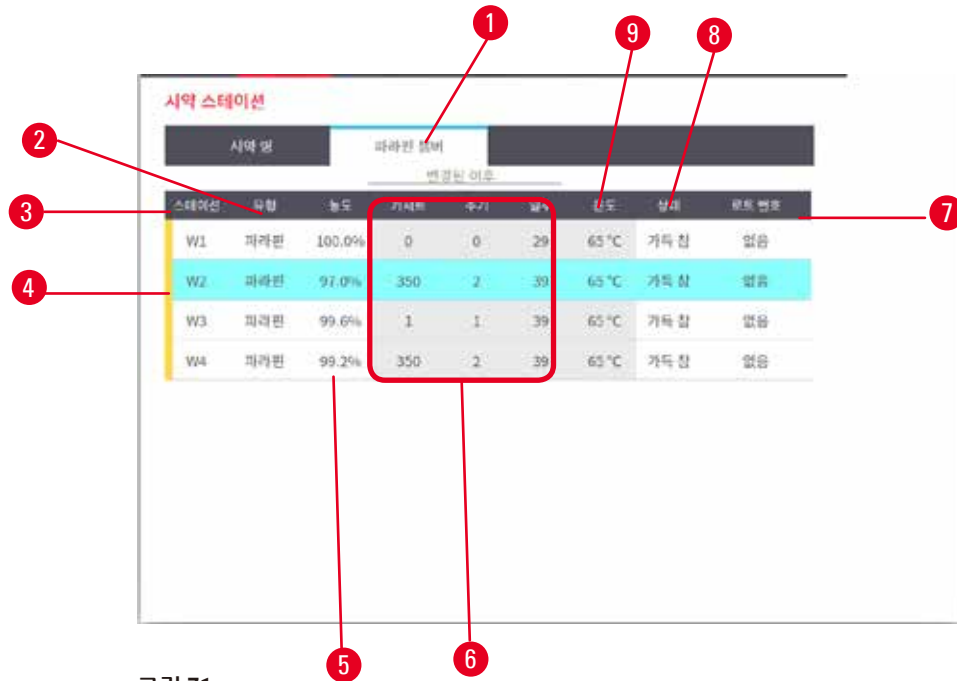 1
9
8
시약 스테이션
2
시약 병 파라핀 챔버
변경된 이후
3
스테이션 유형 농도 카세트 주기 일수 온도 상태 로트 번호
7
W1 파라핀 100.0% 0 0 29 65 °C 가득 참 없음
4
W2 파라핀 97.0% 350 2 39 65 °C 가득 참 없음
W3 파라핀 99.6% 1 1 39 65 °C 가득 참 없음
W4 파라핀 99.2% 350 2 39 65 °C 가득 참 없음
5
6